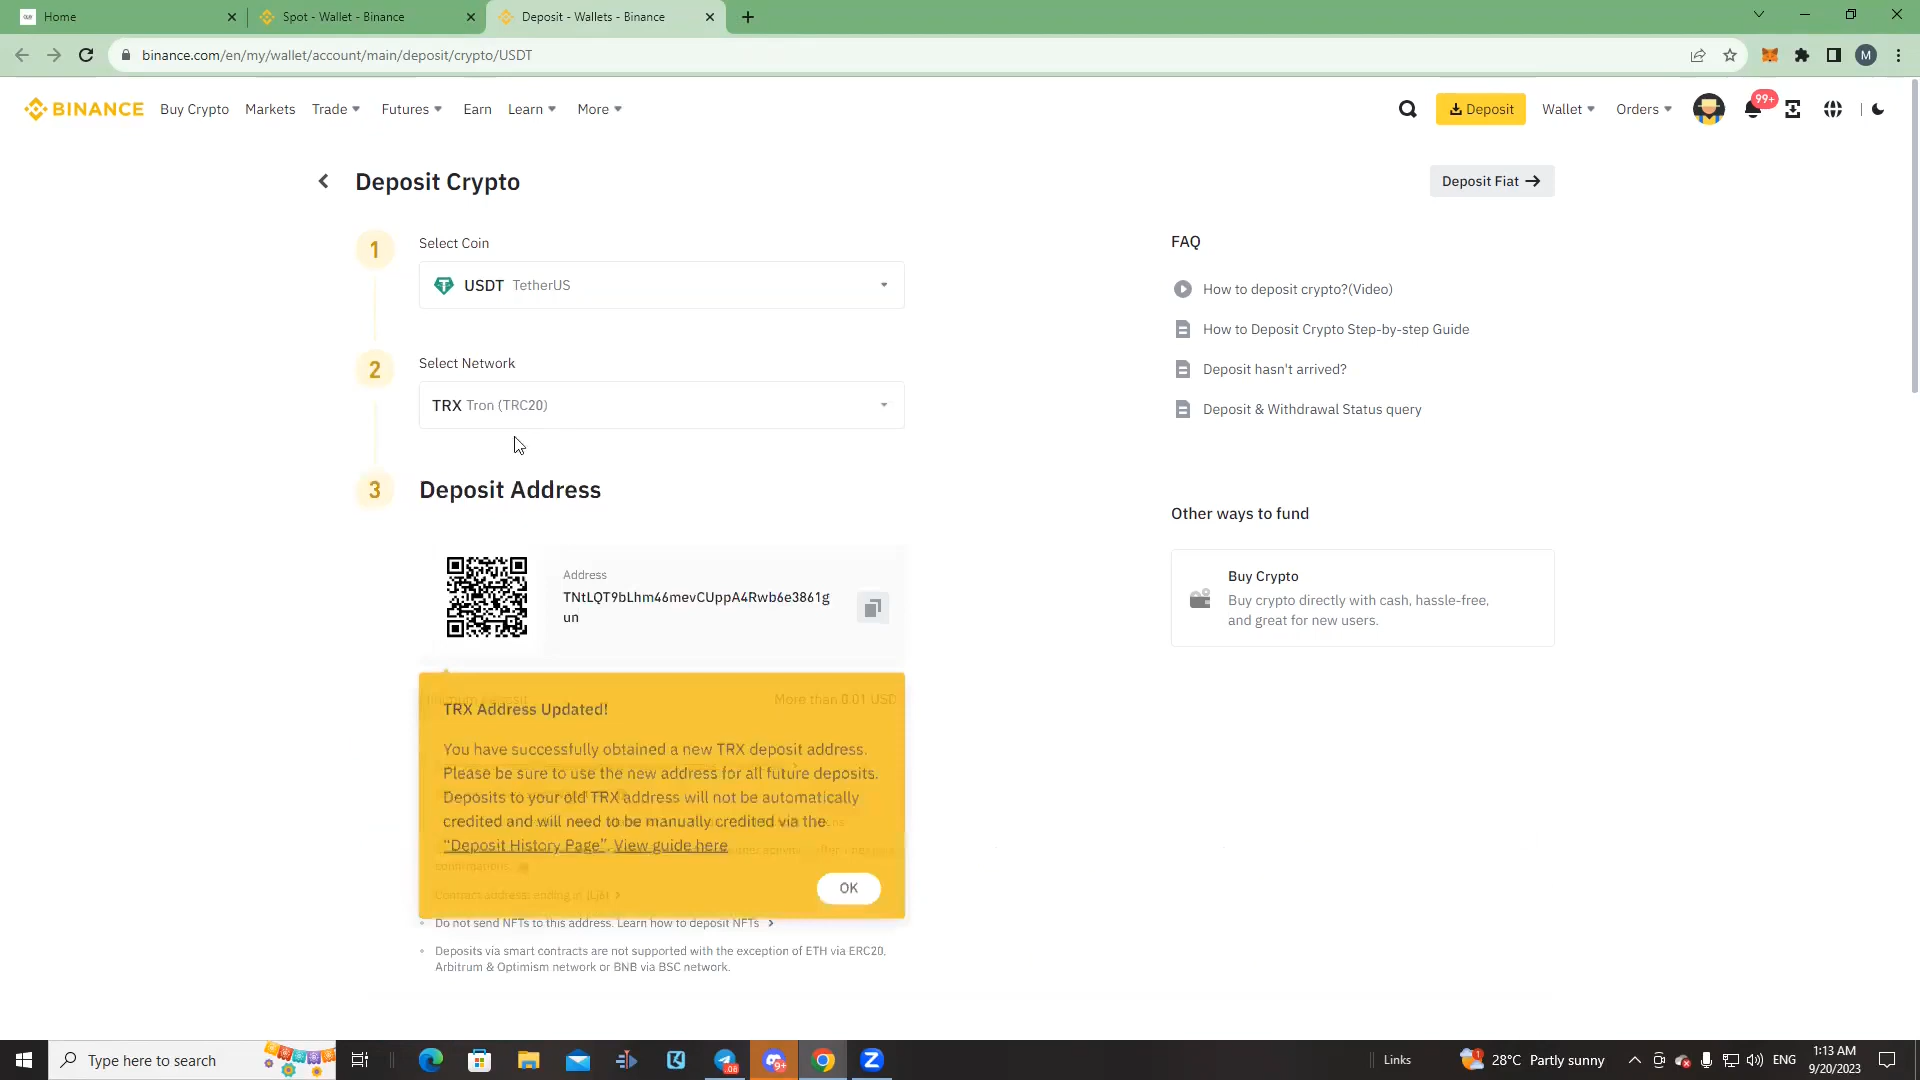 Home
Spot - Wallet - Binance
Deposit - Wallets - Binance
binance.com/en/my/wallet/account/main/deposit/crypto/USDT
M
BINANCE
Buy Crypto
Markets
Trade
Futures
Earn
Learn
More
Deposit
Wallet
Orders
99+
Deposit Crypto
Deposit Fiat
1
Select Coin
USDT TetherUS
2
Select Network
TRX Tron (TRC20)
3
Deposit Address
Address
TNtLQT9bLhm46mevCUppA4Rwb6e3861g
un
More than 0.01 USD
TRX Address Updated!
You have successfully obtained a new TRX deposit address.
Please be sure to use the new address for all future deposits.
Deposits to your old TRX address will not be automatically
credited and will need to be manually credited via the
“Deposit History Page”. View guide here
OK
Do not send NFTs to this address. Learn how to deposit NFTs
Deposits via smart contracts are not supported with the exception of ETH via ERC20,
Arbitrum & Optimism network or BNB via BSC network.
FAQ
How to deposit crypto?(Video)
How to Deposit Crypto Step-by-step Guide
Deposit hasn't arrived?
Deposit & Withdrawal Status query
Other ways to fund
Buy Crypto
Buy crypto directly with cash, hassle-free,
and great for new users.
Type here to search
Links
28°C Partly sunny
ENG
1:13 AM
9/20/2023